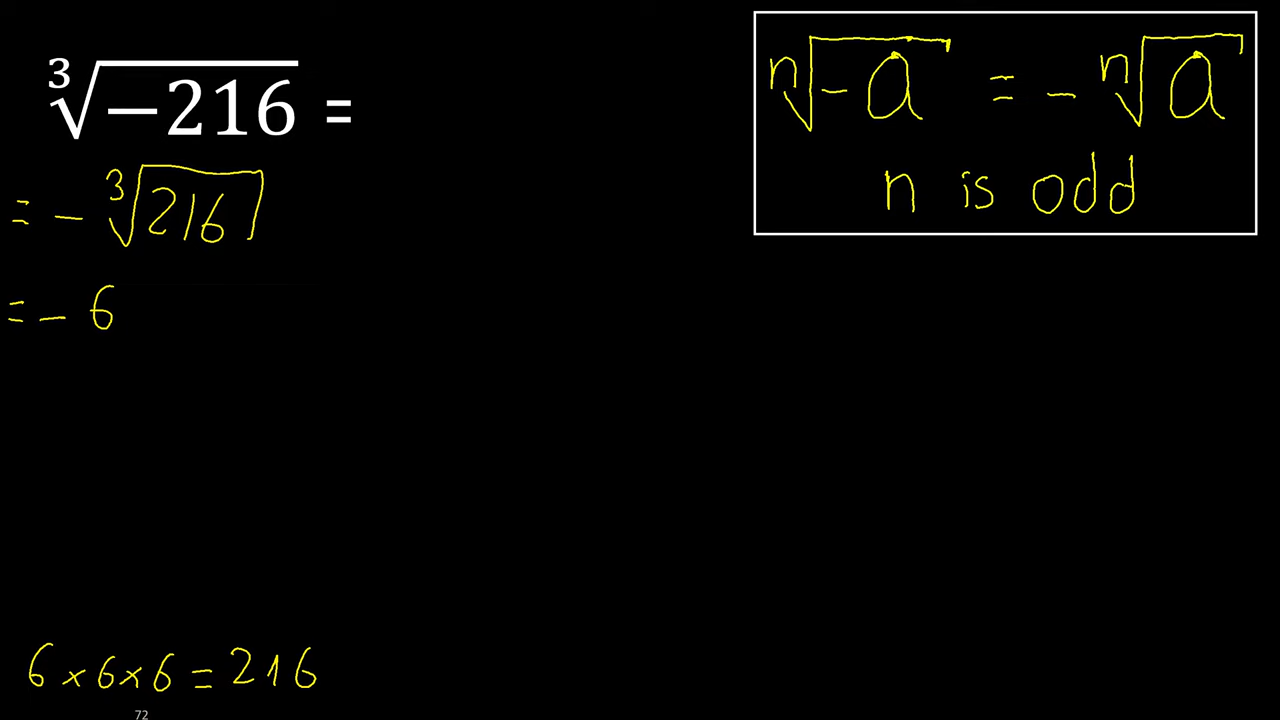 ∛−216 =
= - ∛216
= - 6
ⁿ√-a = - ⁿ√a
n is odd
6×6×6=216
72